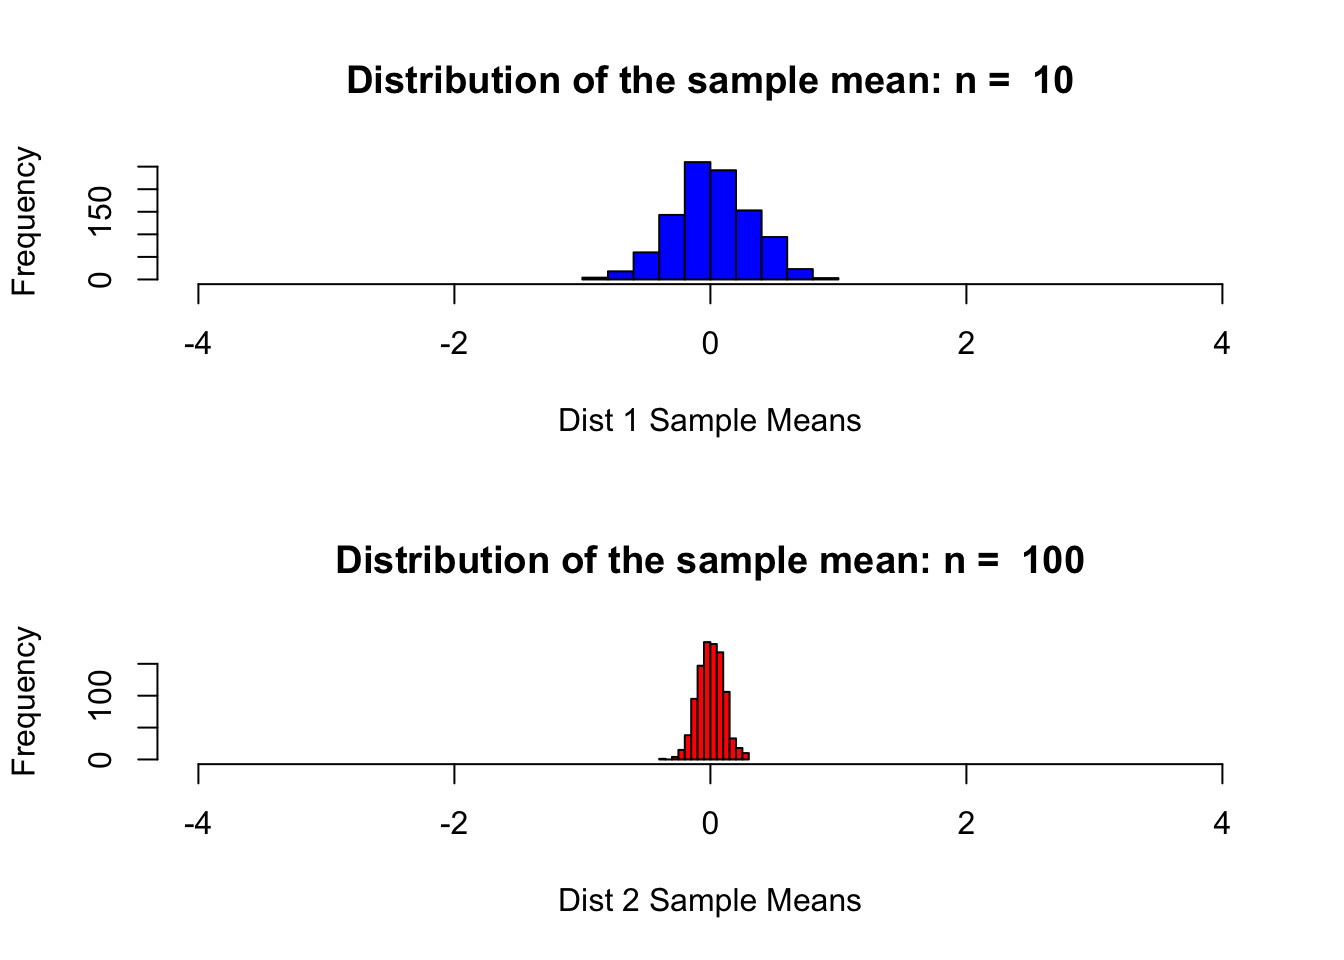 Distribution of the sample mean: n =  10
Frequency
150
0
-4 -2 0 2 4
Dist 1 Sample Means
Distribution of the sample mean: n =  100
Frequency
100
0
-4 -2 0 2 4
Dist 2 Sample Means